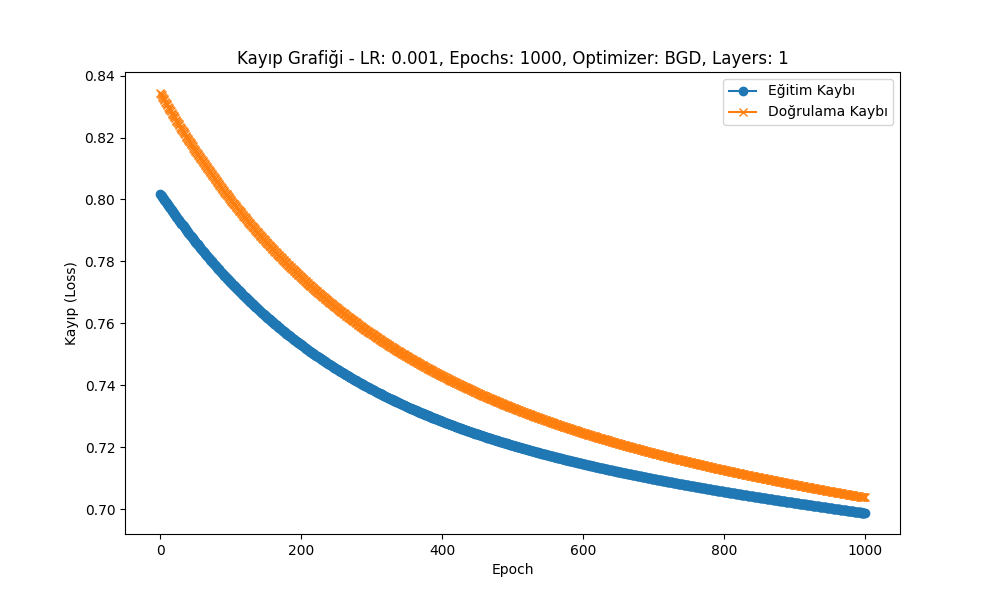 Kayıp Grafiği - LR: 0.001, Epochs: 1000, Optimizer: BGD, Layers: 1
Eğitim Kaybı
Doğrulama Kaybı
Kayıp (Loss)
0.84
0.82
0.80
0.78
0.76
0.74
0.72
0.70
0
200
400
600
800
1000
Epoch